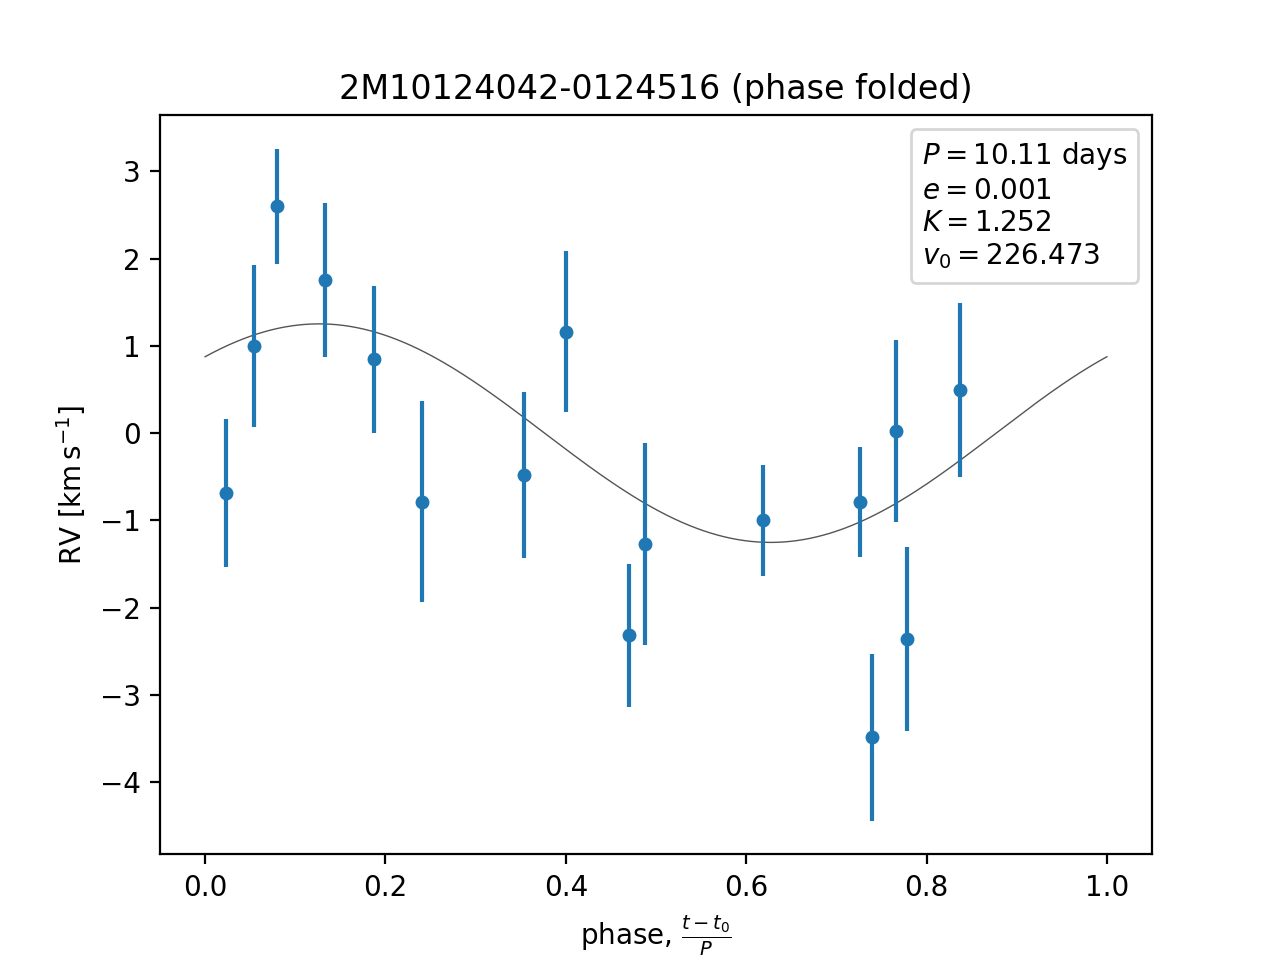 2M10124042-0124516 (phase folded)
P = 10.11 days
e = 0.001
K = 1.252
v₀ = 226.473
3
2
1
0
−1
−2
−3
−4
RV [km s⁻¹]
0.0 0.2 0.4 0.6 0.8 1.0
phase, (t − t₀)/P